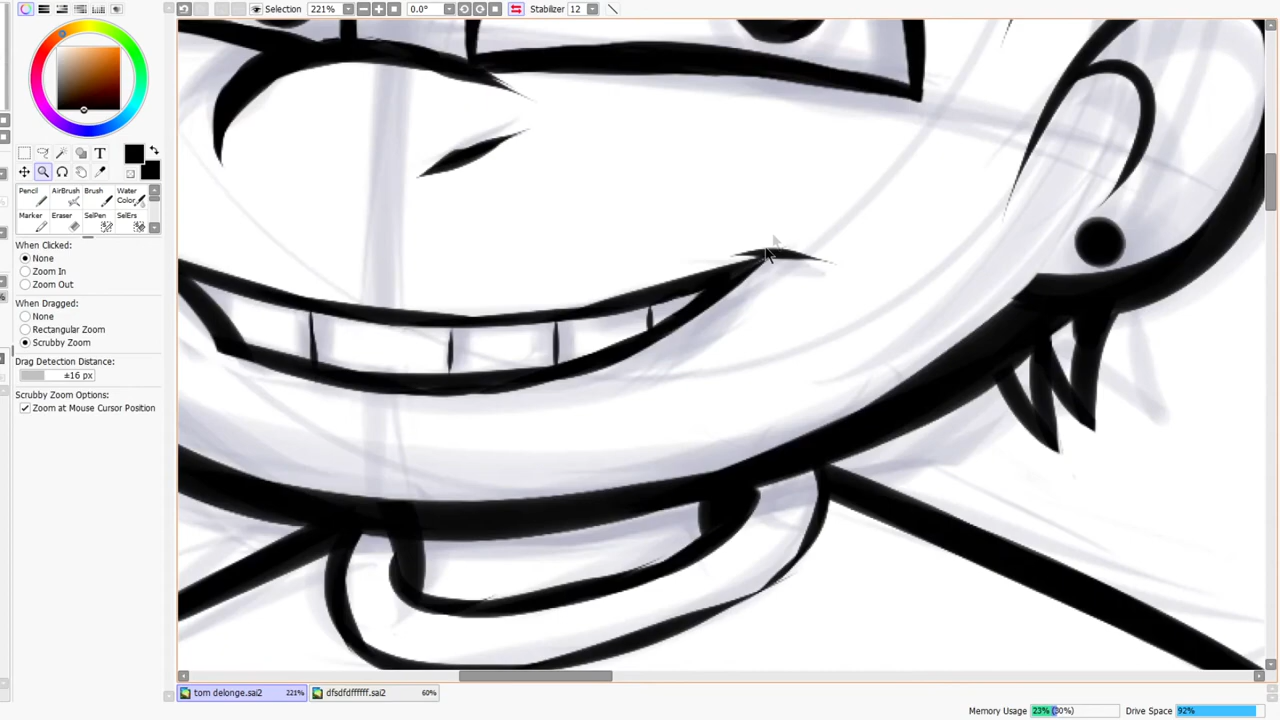 Selection 221% 0.0° Stabilizer 12
T
Pencil AirBrush Brush Water Color
Marker Eraser SelPen SelErs
When Clicked:
None
Zoom In
Zoom Out
When Dragged:
None
Rectangular Zoom
Scrubby Zoom
Drag Detection Distance:
±16 px
Scrubby Zoom Options:
Zoom at Mouse Cursor Position
tom delonge.sai2 221% dfsdfdffffff.sai2 60%
Memory Usage 23% (30%) Drive Space 92%